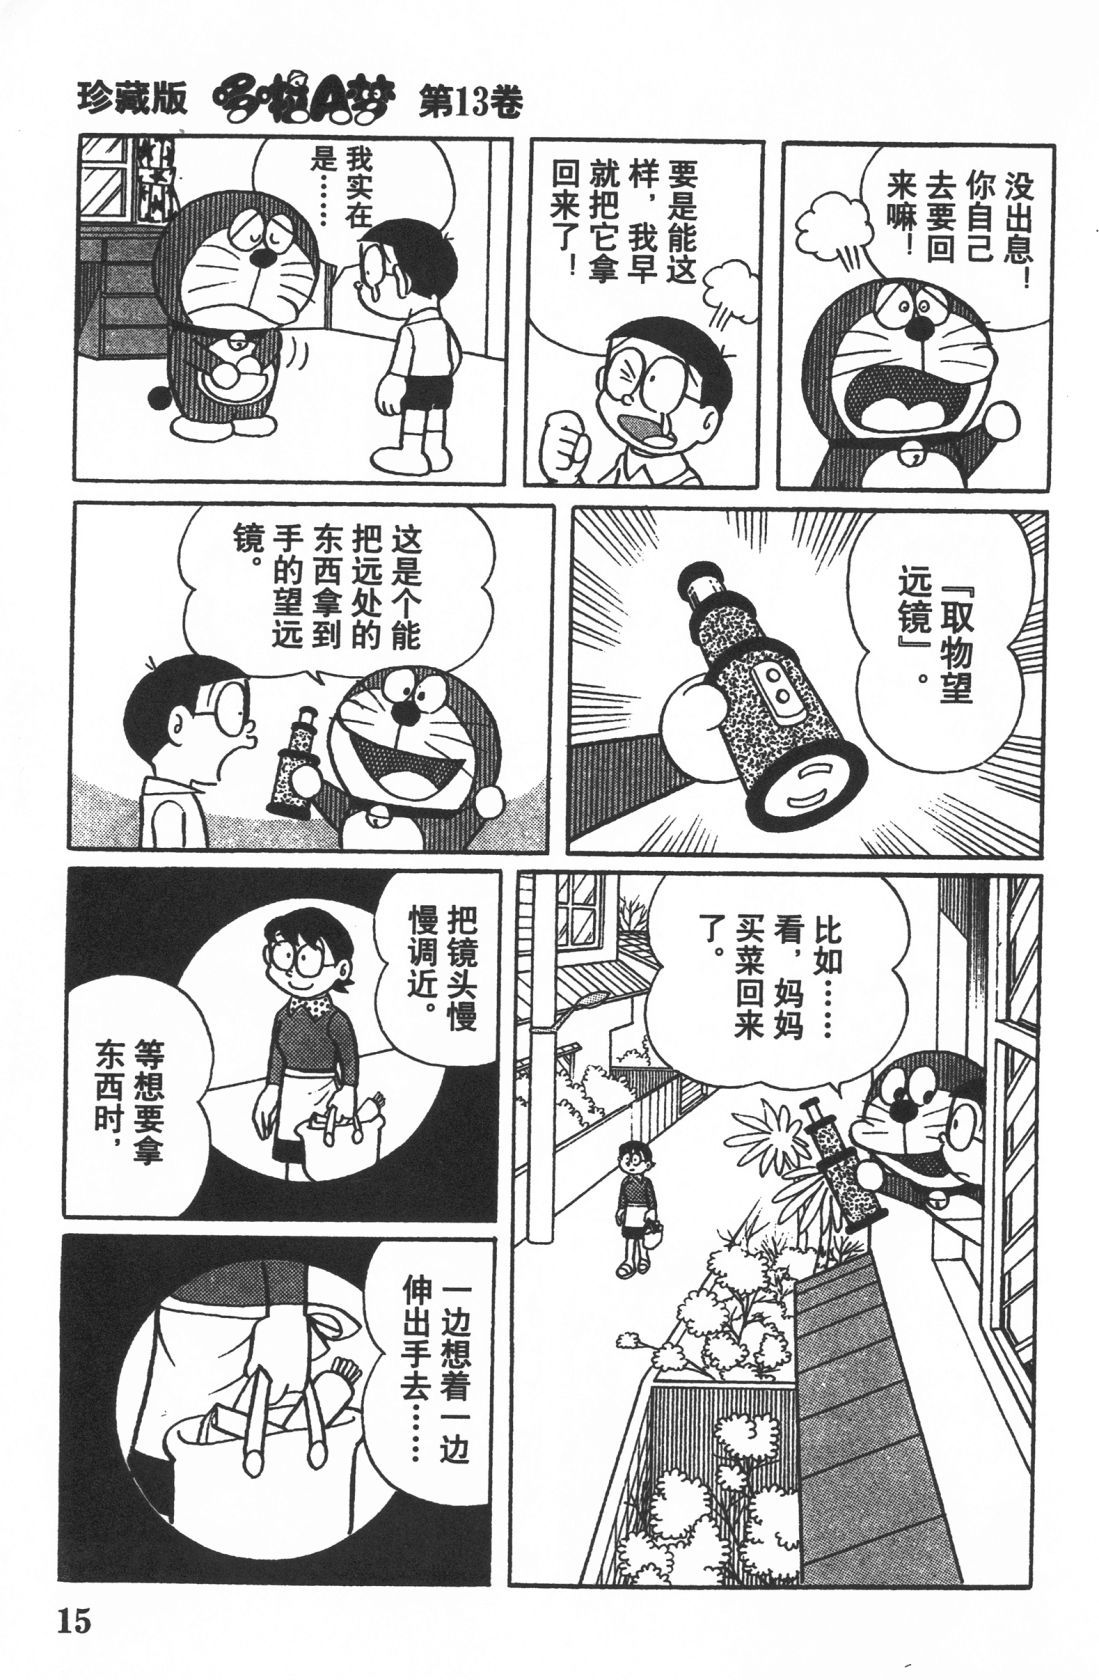 珍藏版 哆啦A梦 第13卷
没出息！
你自己
去要回
来嘛！
要是能这
样，我早
就把它拿
回来了！
我实在
是……
『取物望
远镜』。
这是个能
把远处的
东西拿到
手的望远
镜。
比如……
看，妈妈
买菜回来
了。
把镜头慢
慢调近。
等想要拿
东西时，
一边想着一边
伸出手去……
15